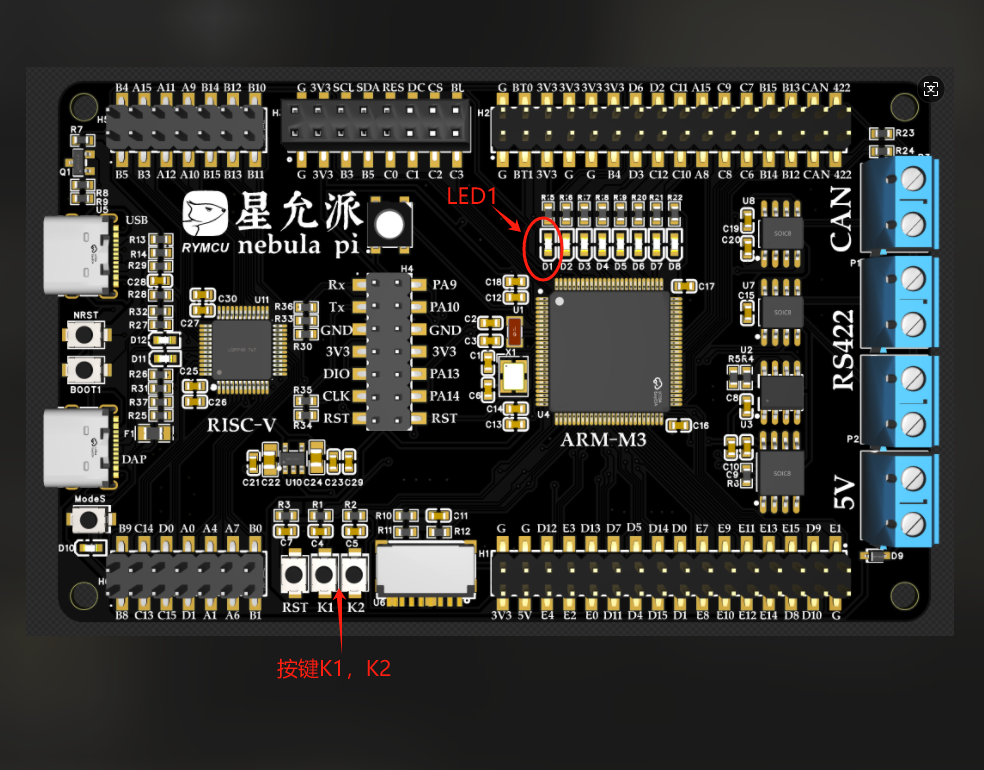 B4 A15 A11 A9 B14 B12 B10
G 3V3 SCL SDA RES DC CS BL
G BT0 3V3 3V3 3V3 3V3 D6 D2 C11 A15 C9 C7 B15 B13 CAN 422
H2
B5 B3 A12 A10 B15 B13 B11
G 3V3 B3 B5 C0 C1 C2 C3
G BT1 3V3 G G B4 D3 C12 C10 A8 C8 C6 B14 B12 CAN 422
R7
Q1
R8
R9
U5
USB
R23
R24
星允派
RYMCU
nebula pi
LED1
R15 R16 R17 R18 R19 R20 R21 R22
D1 D2 D3 D4 D5 D6 D7 D8
U8
C19
C20
CAN
P1
R13
R14
R29
C28
R28
R32
R27
D12
D11
R26
R31
R37
R25
F1
NRST
BOOT1
DAP
C30
U11
C27
C25
C26
R36
R33
R30
R35
R34
RISC-V
H4
Rx PA9
Tx PA10
GND GND
3V3 3V3
DIO PA13
CLK PA14
RST RST
C18
C12
U1
C2
C3
C1
X1
C6
C14
C13
C17
U4
C16
ARM-M3
U7
C15
SOIC8
RS422
U2
R5 R4
C8
U3
P2
C10
C9
R3
SOIC8
5V
C21 C22 U10 C24 C23 C29
ModeS
D10
B9 C14 D0 A0 A4 A7 B0
R3 R1 R2
C7 C4 C5
R10
R11
C11
R12
G G D12 E3 D13 D7 D5 D14 D0 E7 E9 E11 E13 E15 D9 E1
H1
D9
RST K1 K2
U6
B8 C13 C15 D1 A1 A6 B1
3V3 5V E4 E2 E0 D11 D4 D15 D1 E8 E10 E12 E14 D8 D10 G
按键K1，K2